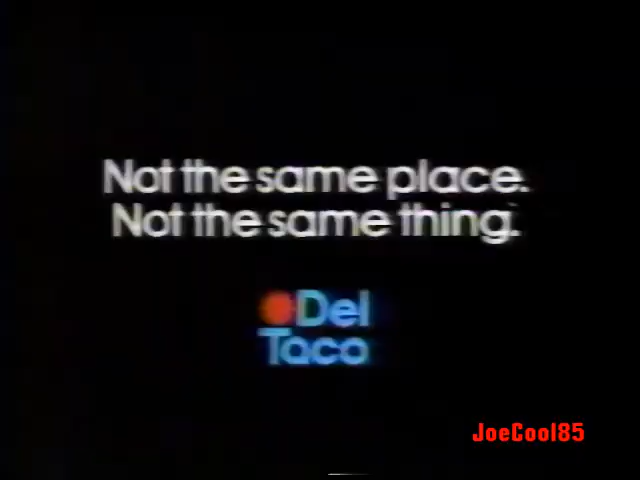 Not the same place.
Not the same thing.
Del
Taco
JoeCool85